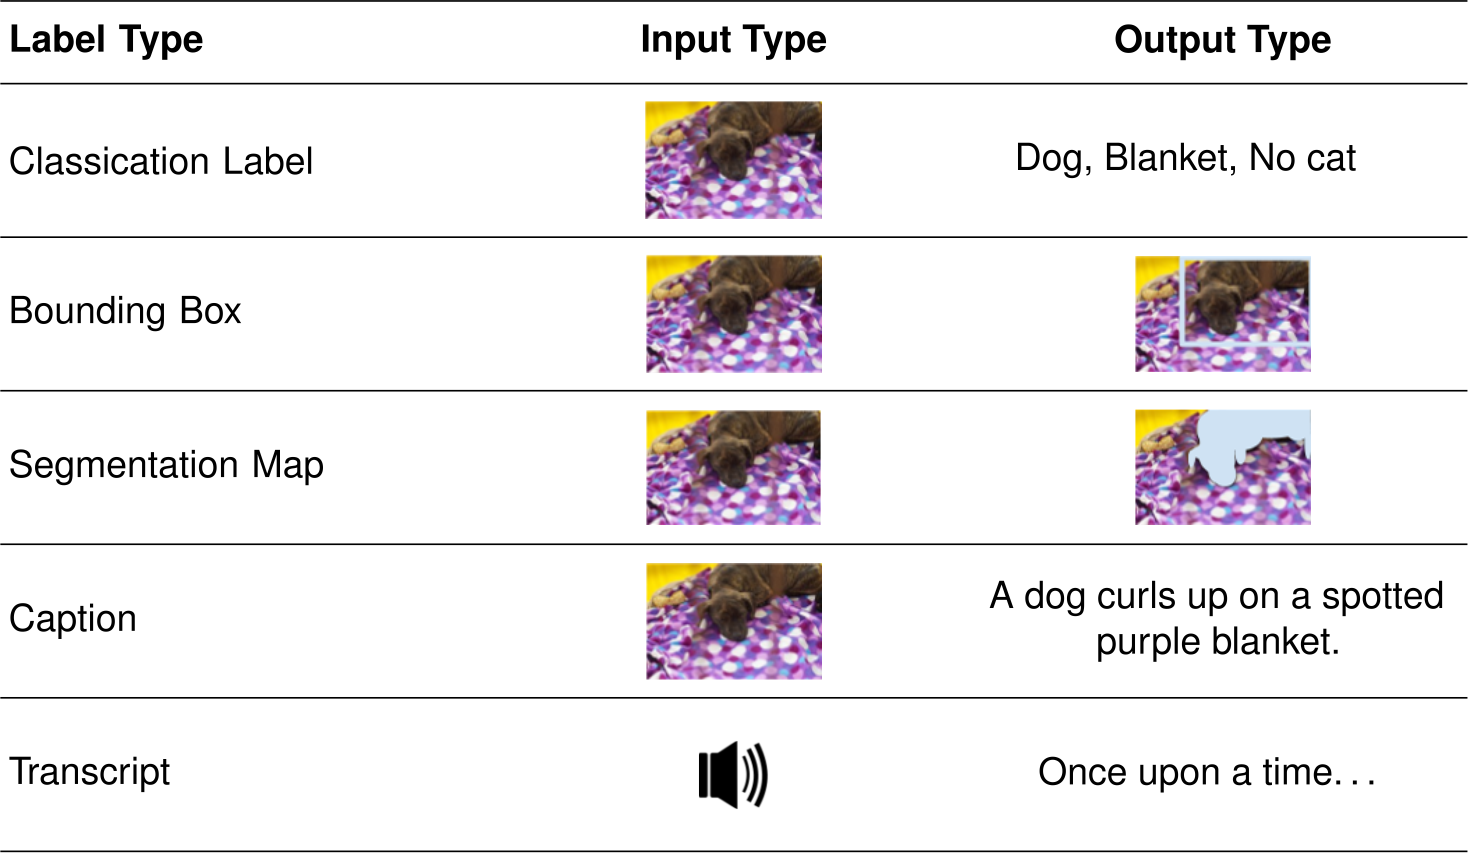 Label Type Input Type Output Type
Classication Label Dog, Blanket, No cat
Bounding Box
Segmentation Map
Caption A dog curls up on a spotted
purple blanket.
Transcript Once upon a time. . .